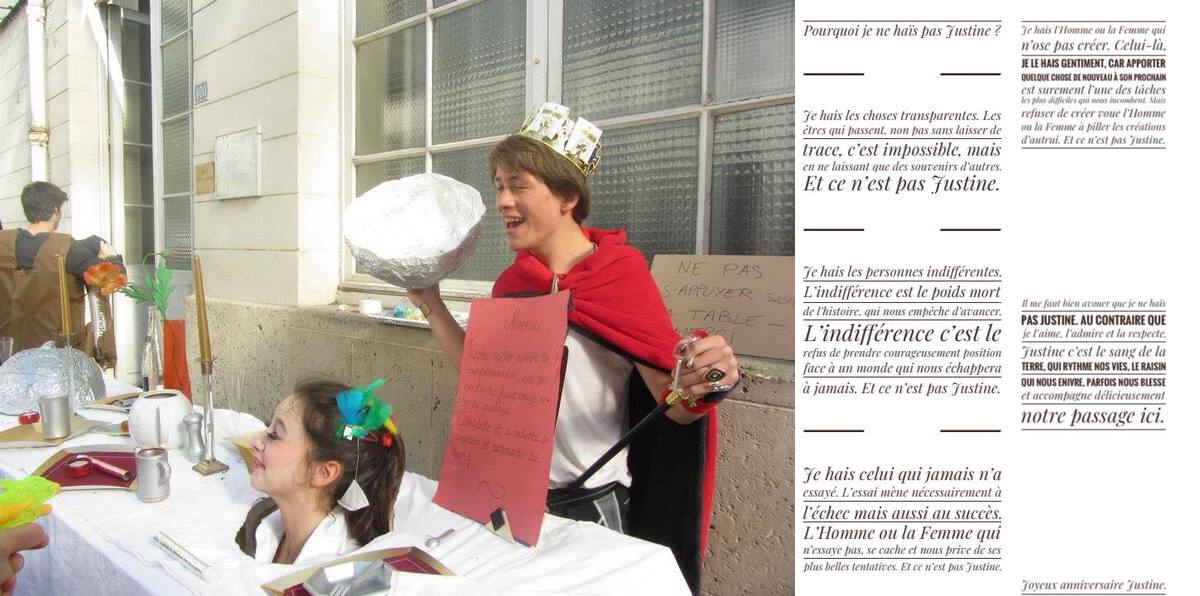 NE PAS
S'APPUYER SUR
TABLE —
MERCI
Menu
Pourquoi je ne haïs pas Justine ?
Je hais les choses transparentes. Les
êtres qui passent, non pas sans laisser de
trace, c'est impossible, mais
en ne laissant que des souvenirs d'autres.
Et ce n'est pas Justine.
Je hais les personnes indifférentes.
L'indifférence est le poids mort
de l'histoire, qui nous empêche d'avancer.
L'indifférence c'est le
refus de prendre courageusement position
face à un monde qui nous échappera
à jamais. Et ce n'est pas Justine.
Je hais celui qui jamais n'a
essayé. L'essai mène nécessairement à
l'échec mais aussi au succès.
L'Homme ou la Femme qui
n'essaye pas, se cache et nous prive de ses
plus belles tentatives. Et ce n'est pas Justine.
Je hais l'Homme ou la Femme qui
n'ose pas créer. Celui-là,
JE LE HAIS GENTIMENT, CAR APPORTER
QUELQUE CHOSE DE NOUVEAU À SON PROCHAIN
est surement l'une des tâches
les plus difficiles qui nous incombent. Mais
refuser de créer voue l'Homme
ou la Femme à piller les créations
d'autrui. Et ce n'est pas Justine.
Il me faut bien avouer que je ne haïs
PAS JUSTINE. AU CONTRAIRE QUE
je l'aime, l'admire et la respecte.
Justine c'est le sang de la
TERRE, QUI RYTHME NOS VIES, LE RAISIN
QUI NOUS ENIVRE, PARFOIS NOUS BLESSE
et accompagne délicieusement
notre passage ici.
Joyeux anniversaire Justine.